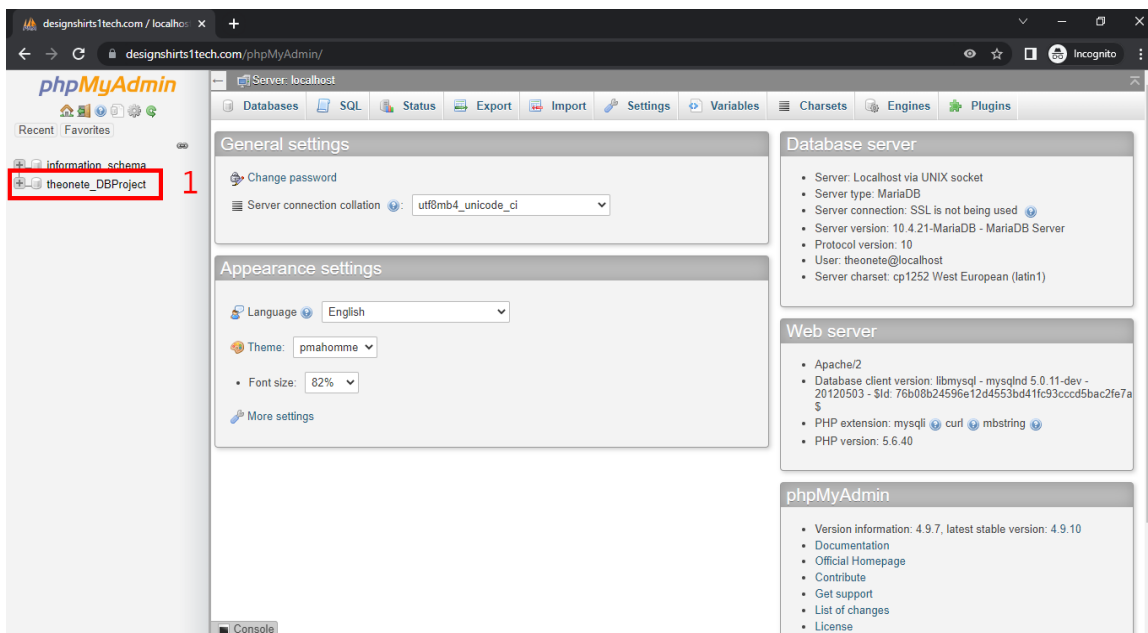 designshirts1tech.com / localhos
designshirts1tech.com/phpMyAdmin/
Incognito
phpMyAdmin
Recent Favorites
information_schema
theonete_DBProject
1
Server: localhost
Databases SQL Status Export Import Settings Variables Charsets Engines Plugins
General settings
Change password
Server connection collation : utf8mb4_unicode_ci
Appearance settings
Language English
Theme: pmahomme
• Font size: 82%
More settings
Console
Database server
• Server: Localhost via UNIX socket
• Server type: MariaDB
• Server connection: SSL is not being used
• Server version: 10.4.21-MariaDB - MariaDB Server
• Protocol version: 10
• User: theonete@localhost
• Server charset: cp1252 West European (latin1)
Web server
• Apache/2
• Database client version: libmysql - mysqlnd 5.0.11-dev -
20120503 - $Id: 76b08b24596e12d4553bd41fc93cccd5bac2fe7a
$
• PHP extension: mysqli curl mbstring
• PHP version: 5.6.40
phpMyAdmin
• Version information: 4.9.7, latest stable version: 4.9.10
• Documentation
• Official Homepage
• Contribute
• Get support
• List of changes
• License